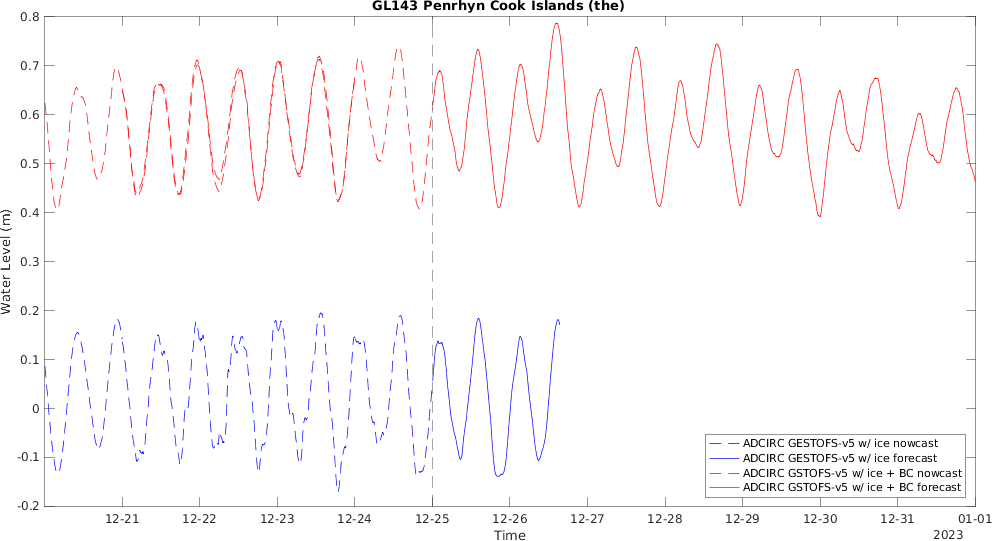 GL143 Penrhyn Cook Islands (the)
Water Level (m)
0.8
0.7
0.6
0.5
0.4
0.3
0.2
0.1
0
-0.1
-0.2
ADCIRC GESTOFS-v5 w/ ice nowcast
ADCIRC GESTOFS-v5 w/ ice forecast
ADCIRC GSTOFS-v5 w/ ice + BC nowcast
ADCIRC GSTOFS-v5 w/ ice + BC forecast
12-21 12-22 12-23 12-24 12-25 12-26 12-27 12-28 12-29 12-30 12-31 01-01
Time
2023